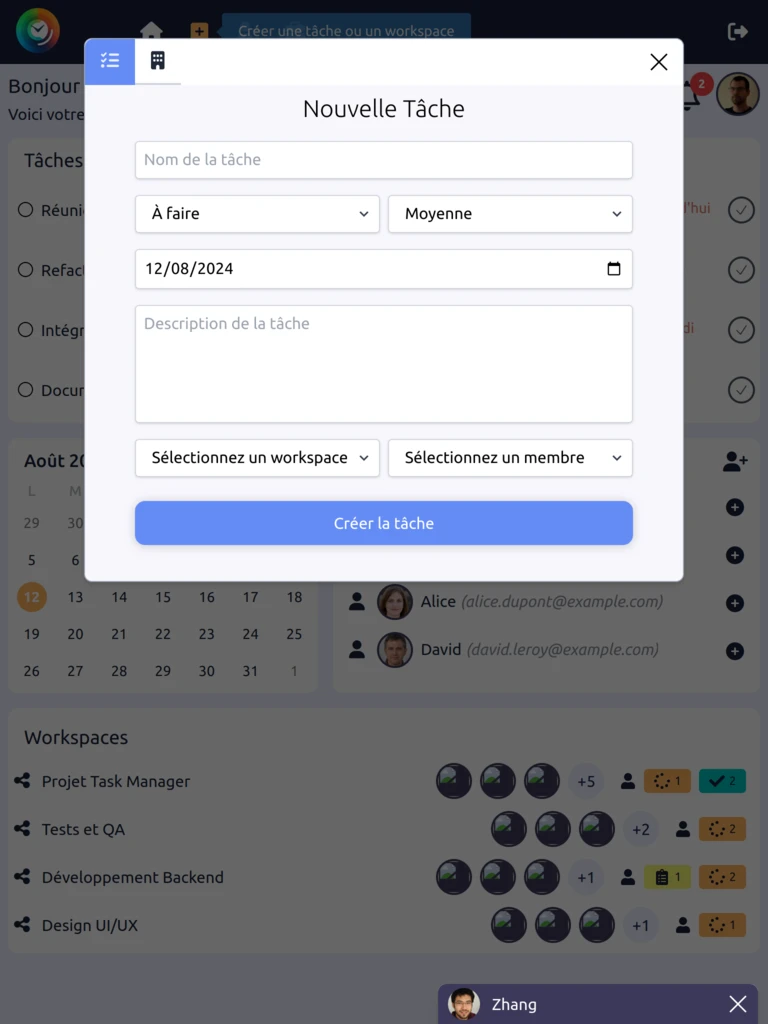 Créer une tâche ou un workspace
Bonjour
Voici votre
2
Nouvelle Tâche
Nom de la tâche
À faire Moyenne
12/08/2024
Description de la tâche
Sélectionnez un workspace Sélectionnez un membre
Créer la tâche
Tâches
Réuni d'hui
Refact
Intégr di
Docum
Août 20
L M
29 30
5 6
12 13 14 15 16 17 18
19 20 21 22 23 24 25
26 27 28 29 30 31 1
Alice (alice.dupont@example.com)
David (david.leroy@example.com)
Workspaces
Projet Task Manager +5 1 2
Tests et QA +2 2
Développement Backend +1 1 2
Design UI/UX +1 1
Zhang